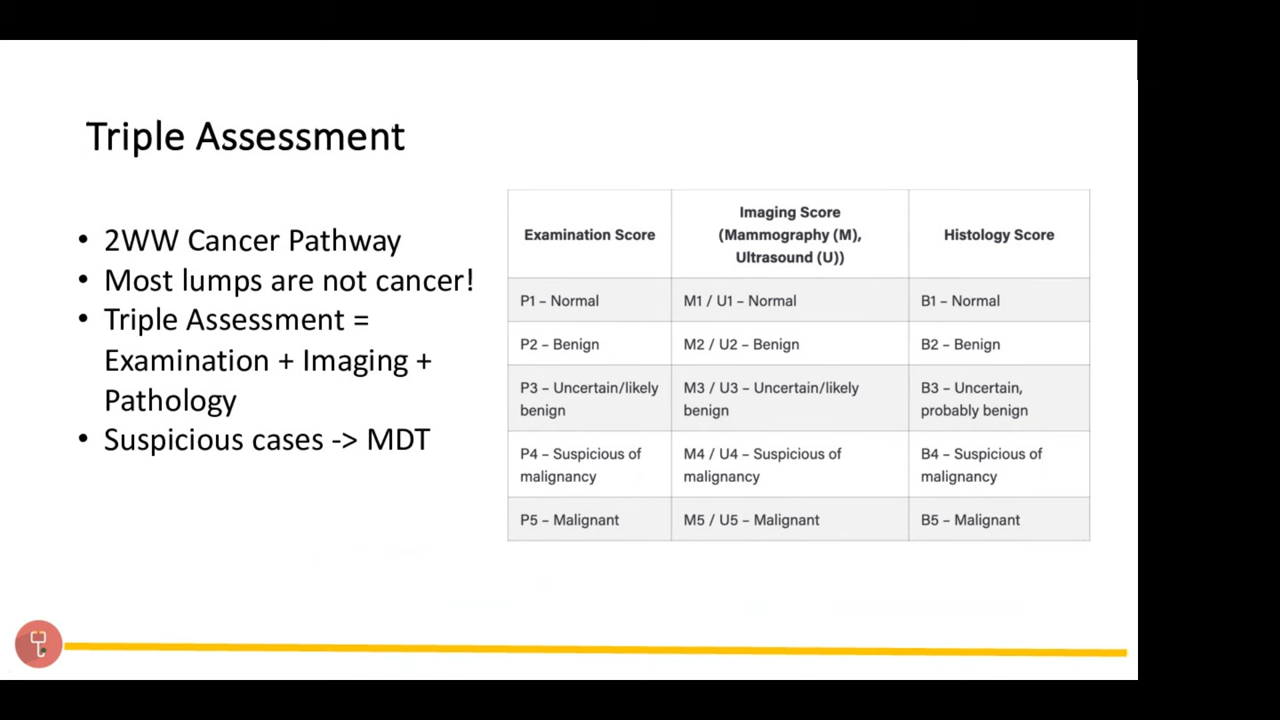 Triple Assessment
• 2WW Cancer Pathway
• Most lumps are not cancer!
• Triple Assessment =
Examination + Imaging +
Pathology
• Suspicious cases -> MDT
Examination Score
Imaging Score
(Mammography (M),
Ultrasound (U))
Histology Score
P1 – Normal
M1 / U1 – Normal
B1 – Normal
P2 – Benign
M2 / U2 – Benign
B2 – Benign
P3 – Uncertain/likely
benign
M3 / U3 – Uncertain/likely
benign
B3 – Uncertain,
probably benign
P4 – Suspicious of
malignancy
M4 / U4 – Suspicious of
malignancy
B4 – Suspicious of
malignancy
P5 – Malignant
M5 / U5 – Malignant
B5 – Malignant